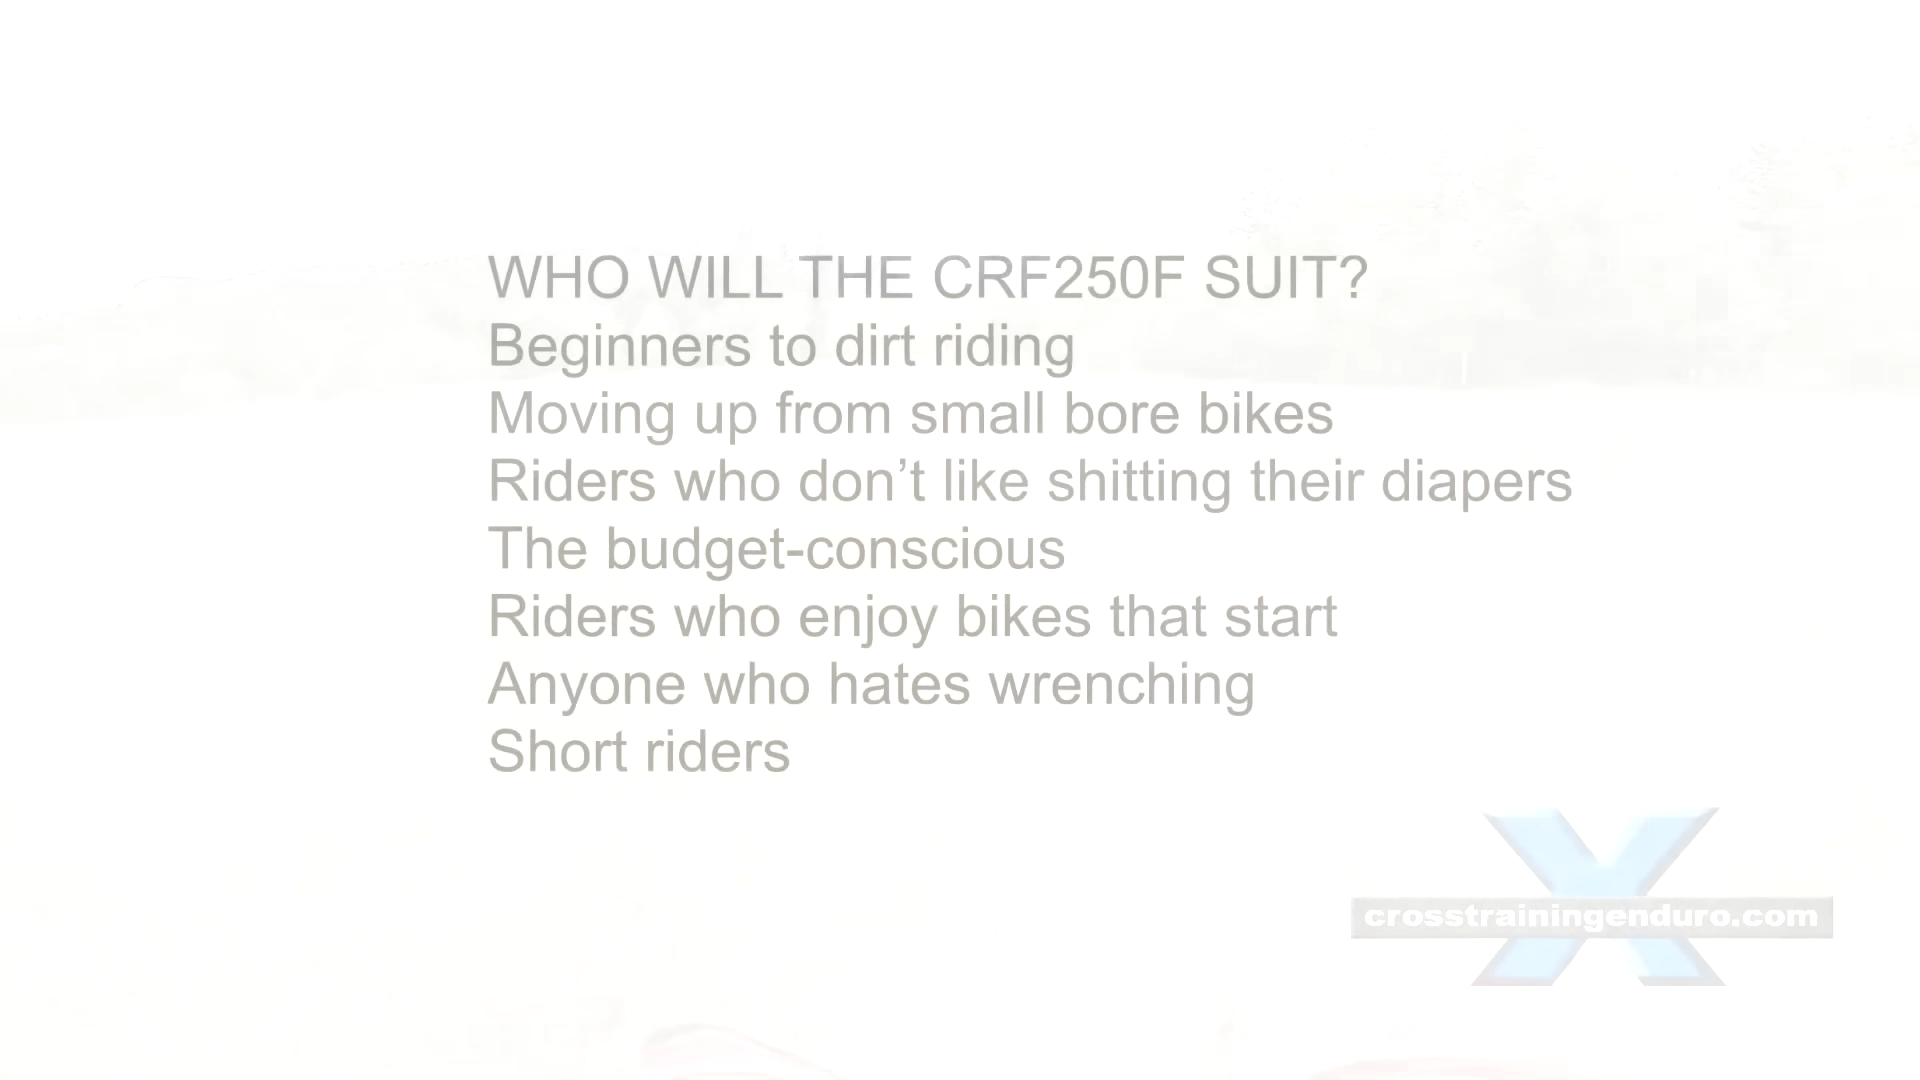 WHO WILL THE CRF250F SUIT?
Beginners to dirt riding
Moving up from small bore bikes
Riders who don’t like shitting their diapers
The budget-conscious
Riders who enjoy bikes that start
Anyone who hates wrenching
Short riders
crosstrainingenduro.com